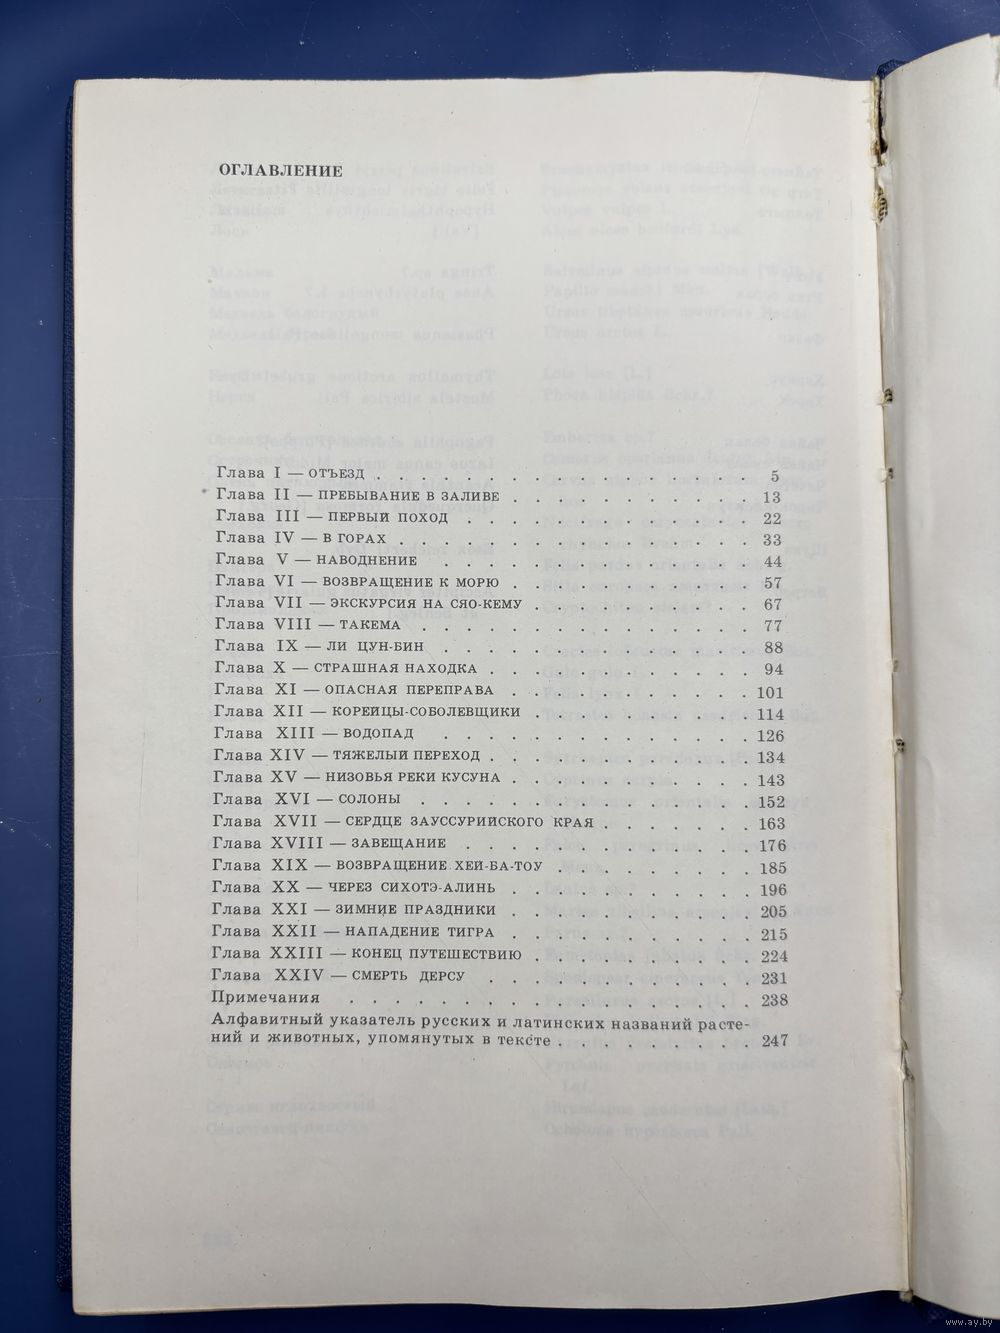 ОГЛАВЛЕНИЕ
Глава I — ОТЪЕЗД . . . . . . . . . . . . . . . . 5
Глава II — ПРЕБЫВАНИЕ В ЗАЛИВЕ . . . . . . . . . . . 13
Глава III — ПЕРВЫЙ ПОХОД . . . . . . . . . . . . . 22
Глава IV — В ГОРАХ . . . . . . . . . . . . . . . . 33
Глава V — НАВОДНЕНИЕ . . . . . . . . . . . . . . 44
Глава VI — ВОЗВРАЩЕНИЕ К МОРЮ . . . . . . . . . . . 57
Глава VII — ЭКСКУРСИЯ НА СЯО-КЕМУ . . . . . . . . . . 67
Глава VIII — ТАКЕМА . . . . . . . . . . . . . . . 77
Глава IX — ЛИ ЦУН-БИН . . . . . . . . . . . . . . 88
Глава X — СТРАШНАЯ НАХОДКА . . . . . . . . . . . . 94
Глава XI — ОПАСНАЯ ПЕРЕПРАВА . . . . . . . . . . . 101
Глава XII — КОРЕЙЦЫ-СОБОЛЕВЩИКИ . . . . . . . . . . 114
Глава XIII — ВОДОПАД . . . . . . . . . . . . . . 126
Глава XIV — ТЯЖЕЛЫЙ ПЕРЕХОД . . . . . . . . . . . . 134
Глава XV — НИЗОВЬЯ РЕКИ КУСУНА . . . . . . . . . . . 143
Глава XVI — СОЛОНЫ . . . . . . . . . . . . . . . 152
Глава XVII — СЕРДЦЕ ЗАУССУРИЙСКОГО КРАЯ . . . . . . . 163
Глава XVIII — ЗАВЕЩАНИЕ . . . . . . . . . . . . . 176
Глава XIX — ВОЗВРАЩЕНИЕ ХЕЙ-БА-ТОУ . . . . . . . . . 185
Глава XX — ЧЕРЕЗ СИХОТЭ-АЛИНЬ . . . . . . . . . . . 196
Глава XXI — ЗИМНИЕ ПРАЗДНИКИ . . . . . . . . . . . 205
Глава XXII — НАПАДЕНИЕ ТИГРА . . . . . . . . . . . 215
Глава XXIII — КОНЕЦ ПУТЕШЕСТВИЮ . . . . . . . . . . 224
Глава XXIV — СМЕРТЬ ДЕРСУ . . . . . . . . . . . . 231
Примечания . . . . . . . . . . . . . . . . . . 238
Алфавитный указатель русских и латинских названий расте-
ний и животных, упомянутых в тексте . . . . . . . . . 247
www.ay.by